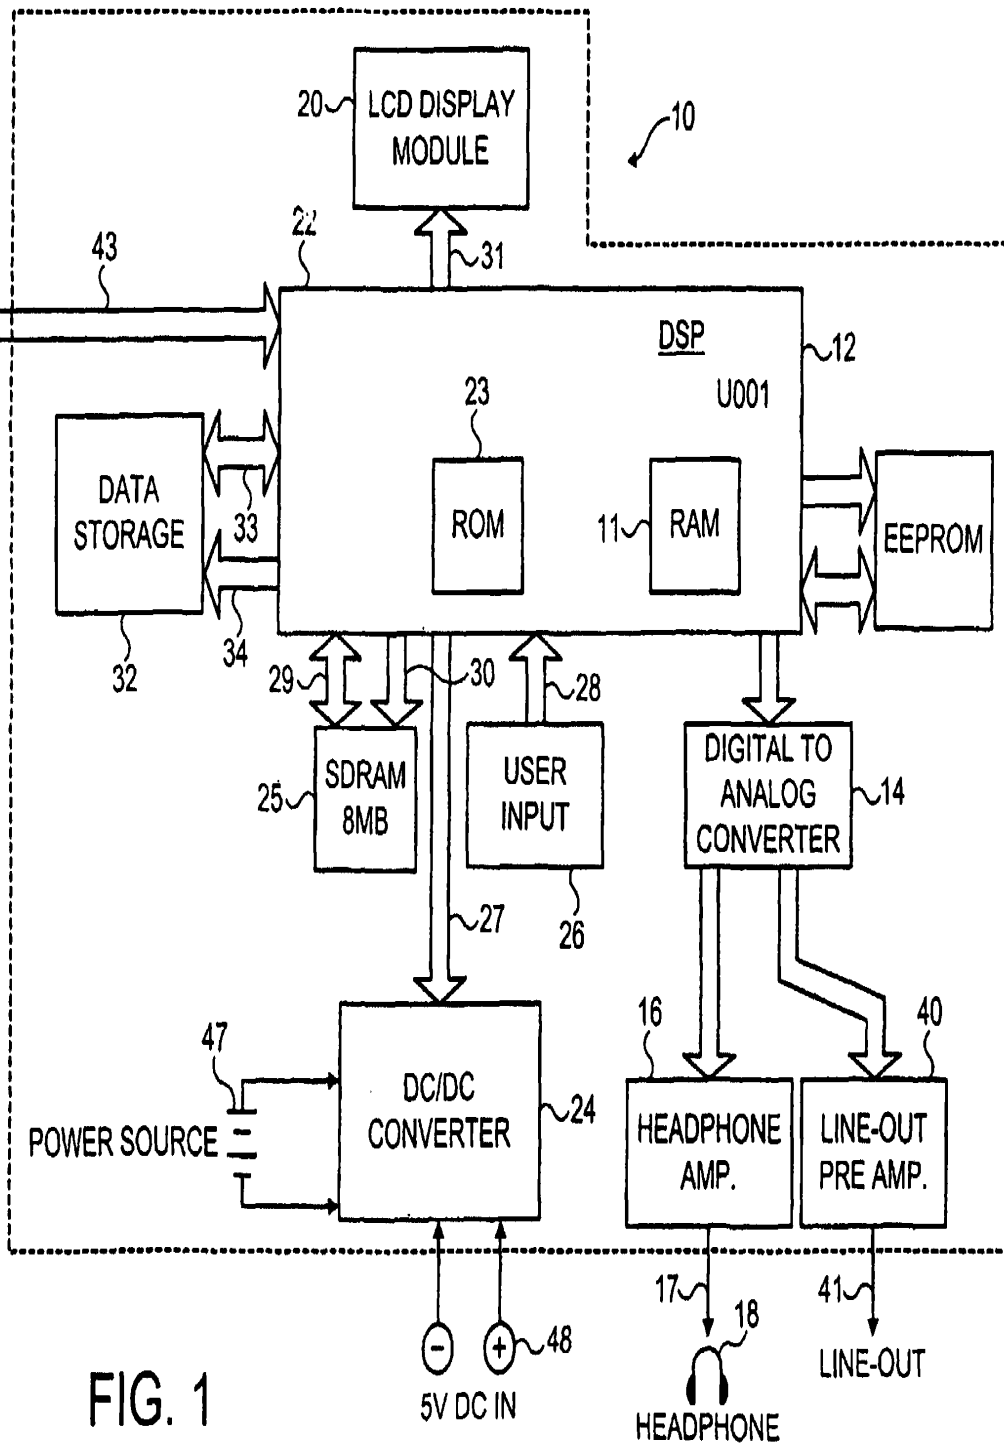 20
LCD DISPLAY
MODULE
10
22
31
43
DSP
12
U001
23
DATA
STORAGE
33
ROM
11
RAM
EEPROM
34
32
29
30
28
25
SDRAM
8MB
USER
INPUT
DIGITAL TO
ANALOG
CONVERTER
14
27
26
47
16
40
POWER SOURCE
DC/DC
CONVERTER
24
HEADPHONE
AMP.
LINE-OUT
PRE AMP.
17
41
48
18
5V DC IN
LINE-OUT
HEADPHONE
FIG. 1
−
+